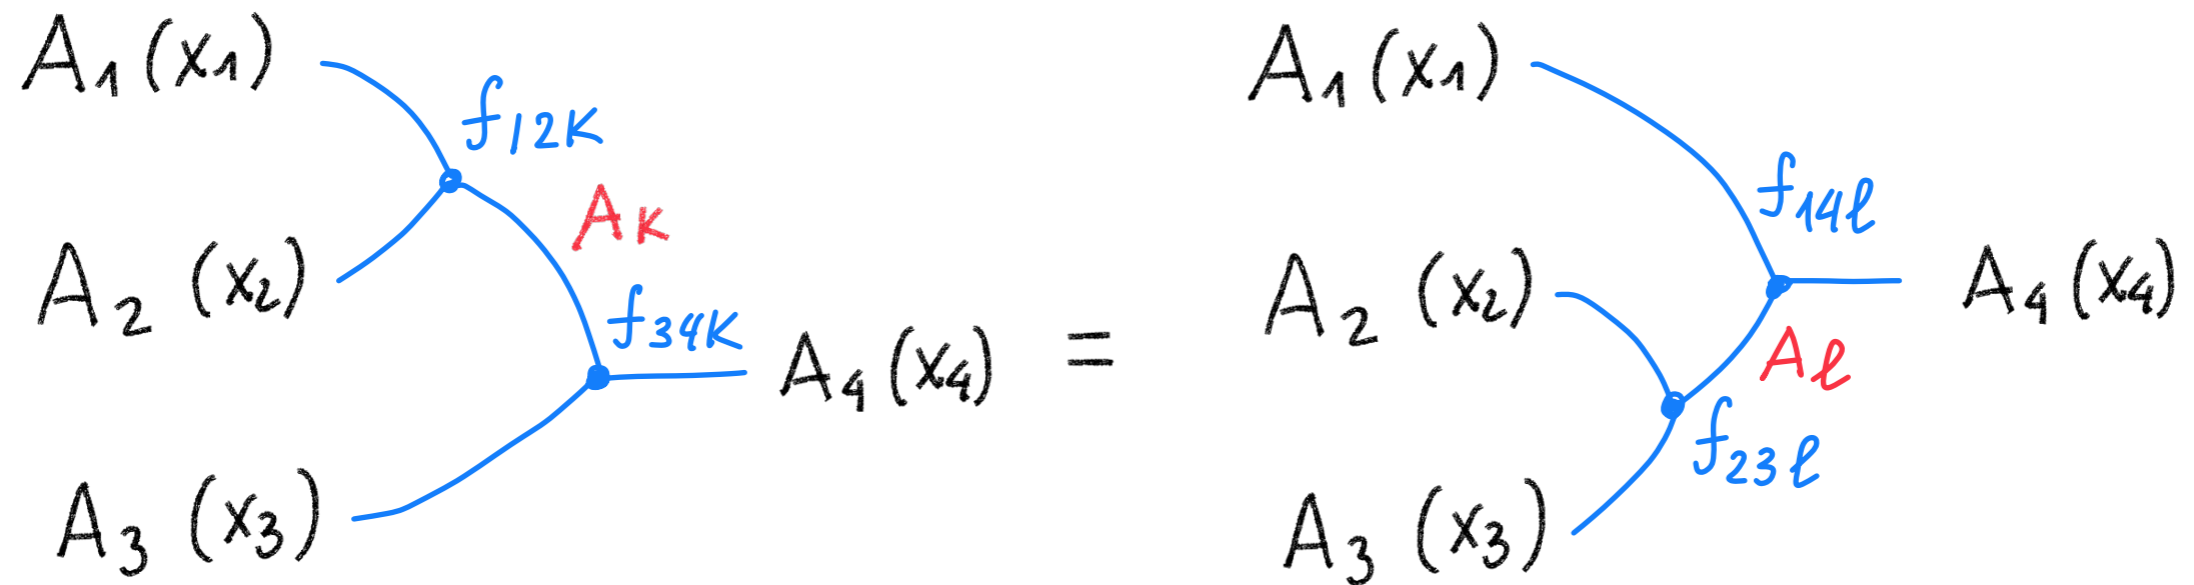 A₁(x₁)
f₁₂ₖ
Aₖ
A₂(x₂)
f₃₄ₖ
A₃(x₃)
A₄(x₄)
=
A₁(x₁)
f₁₄ℓ
A₂(x₂)
Aℓ
f₂₃ℓ
A₃(x₃)
A₄(x₄)